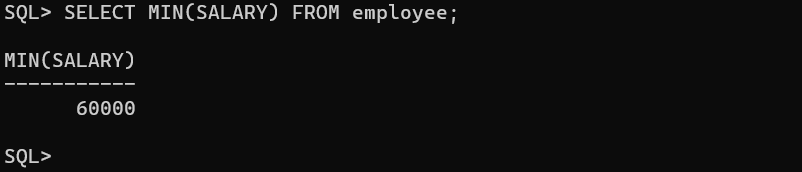 SQL> SELECT MIN(SALARY) FROM employee;
MIN(SALARY)
-----------
60000
SQL>